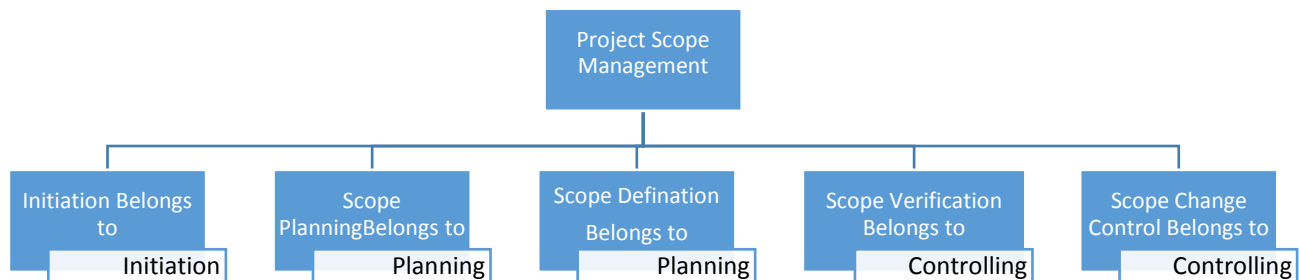 Project Scope
Management
Initiation Belongs
to
Initiation
Scope
PlanningBelongs to
Planning
Scope Defination
Belongs to
Planning
Scope Verification
Belongs to
Controlling
Scope Change
Control Belongs to
Controlling